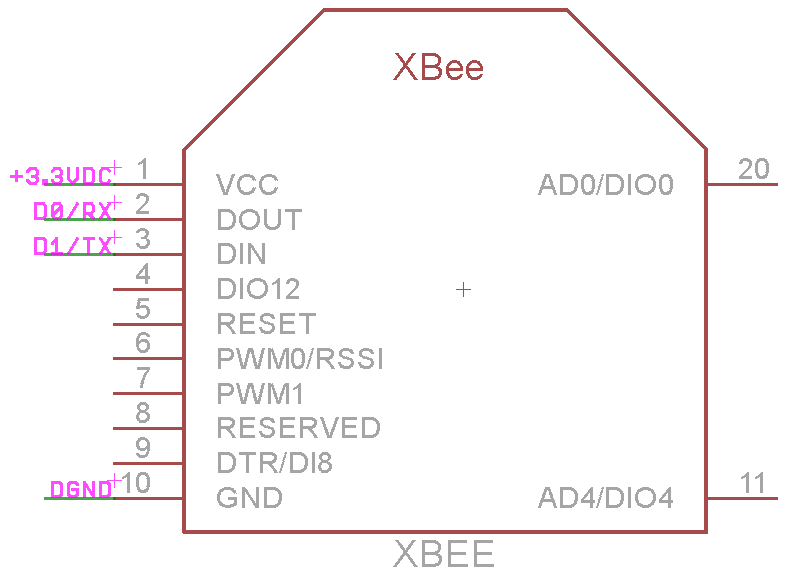 XBee
+3.3VDC 1 VCC AD0/DIO0 20
D0/RX 2 DOUT
D1/TX 3 DIN
4 DIO12
5 RESET
6 PWM0/RSSI
7 PWM1
8 RESERVED
9 DTR/DI8
DGND 10 GND AD4/DIO4 11
XBEE